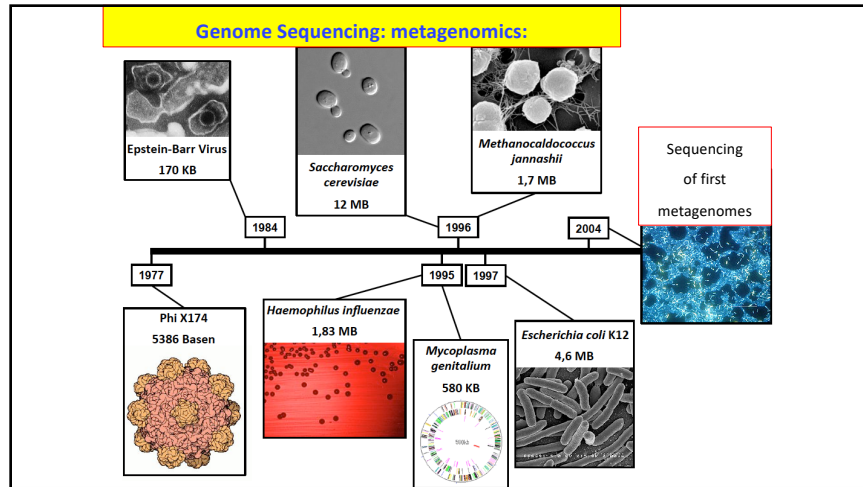 Genome Sequencing: metagenomics:
Epstein-Barr Virus
170 KB
Saccharomyces
cerevisiae
12 MB
Methanocaldococcus
jannashii
1,7 MB
Sequencing
of first
metagenomes
1984
1996
2004
1977
1995
1997
Phi X174
5386 Basen
Haemophilus influenzae
1,83 MB
Mycoplasma
genitalium
580 KB
Escherichia coli K12
4,6 MB